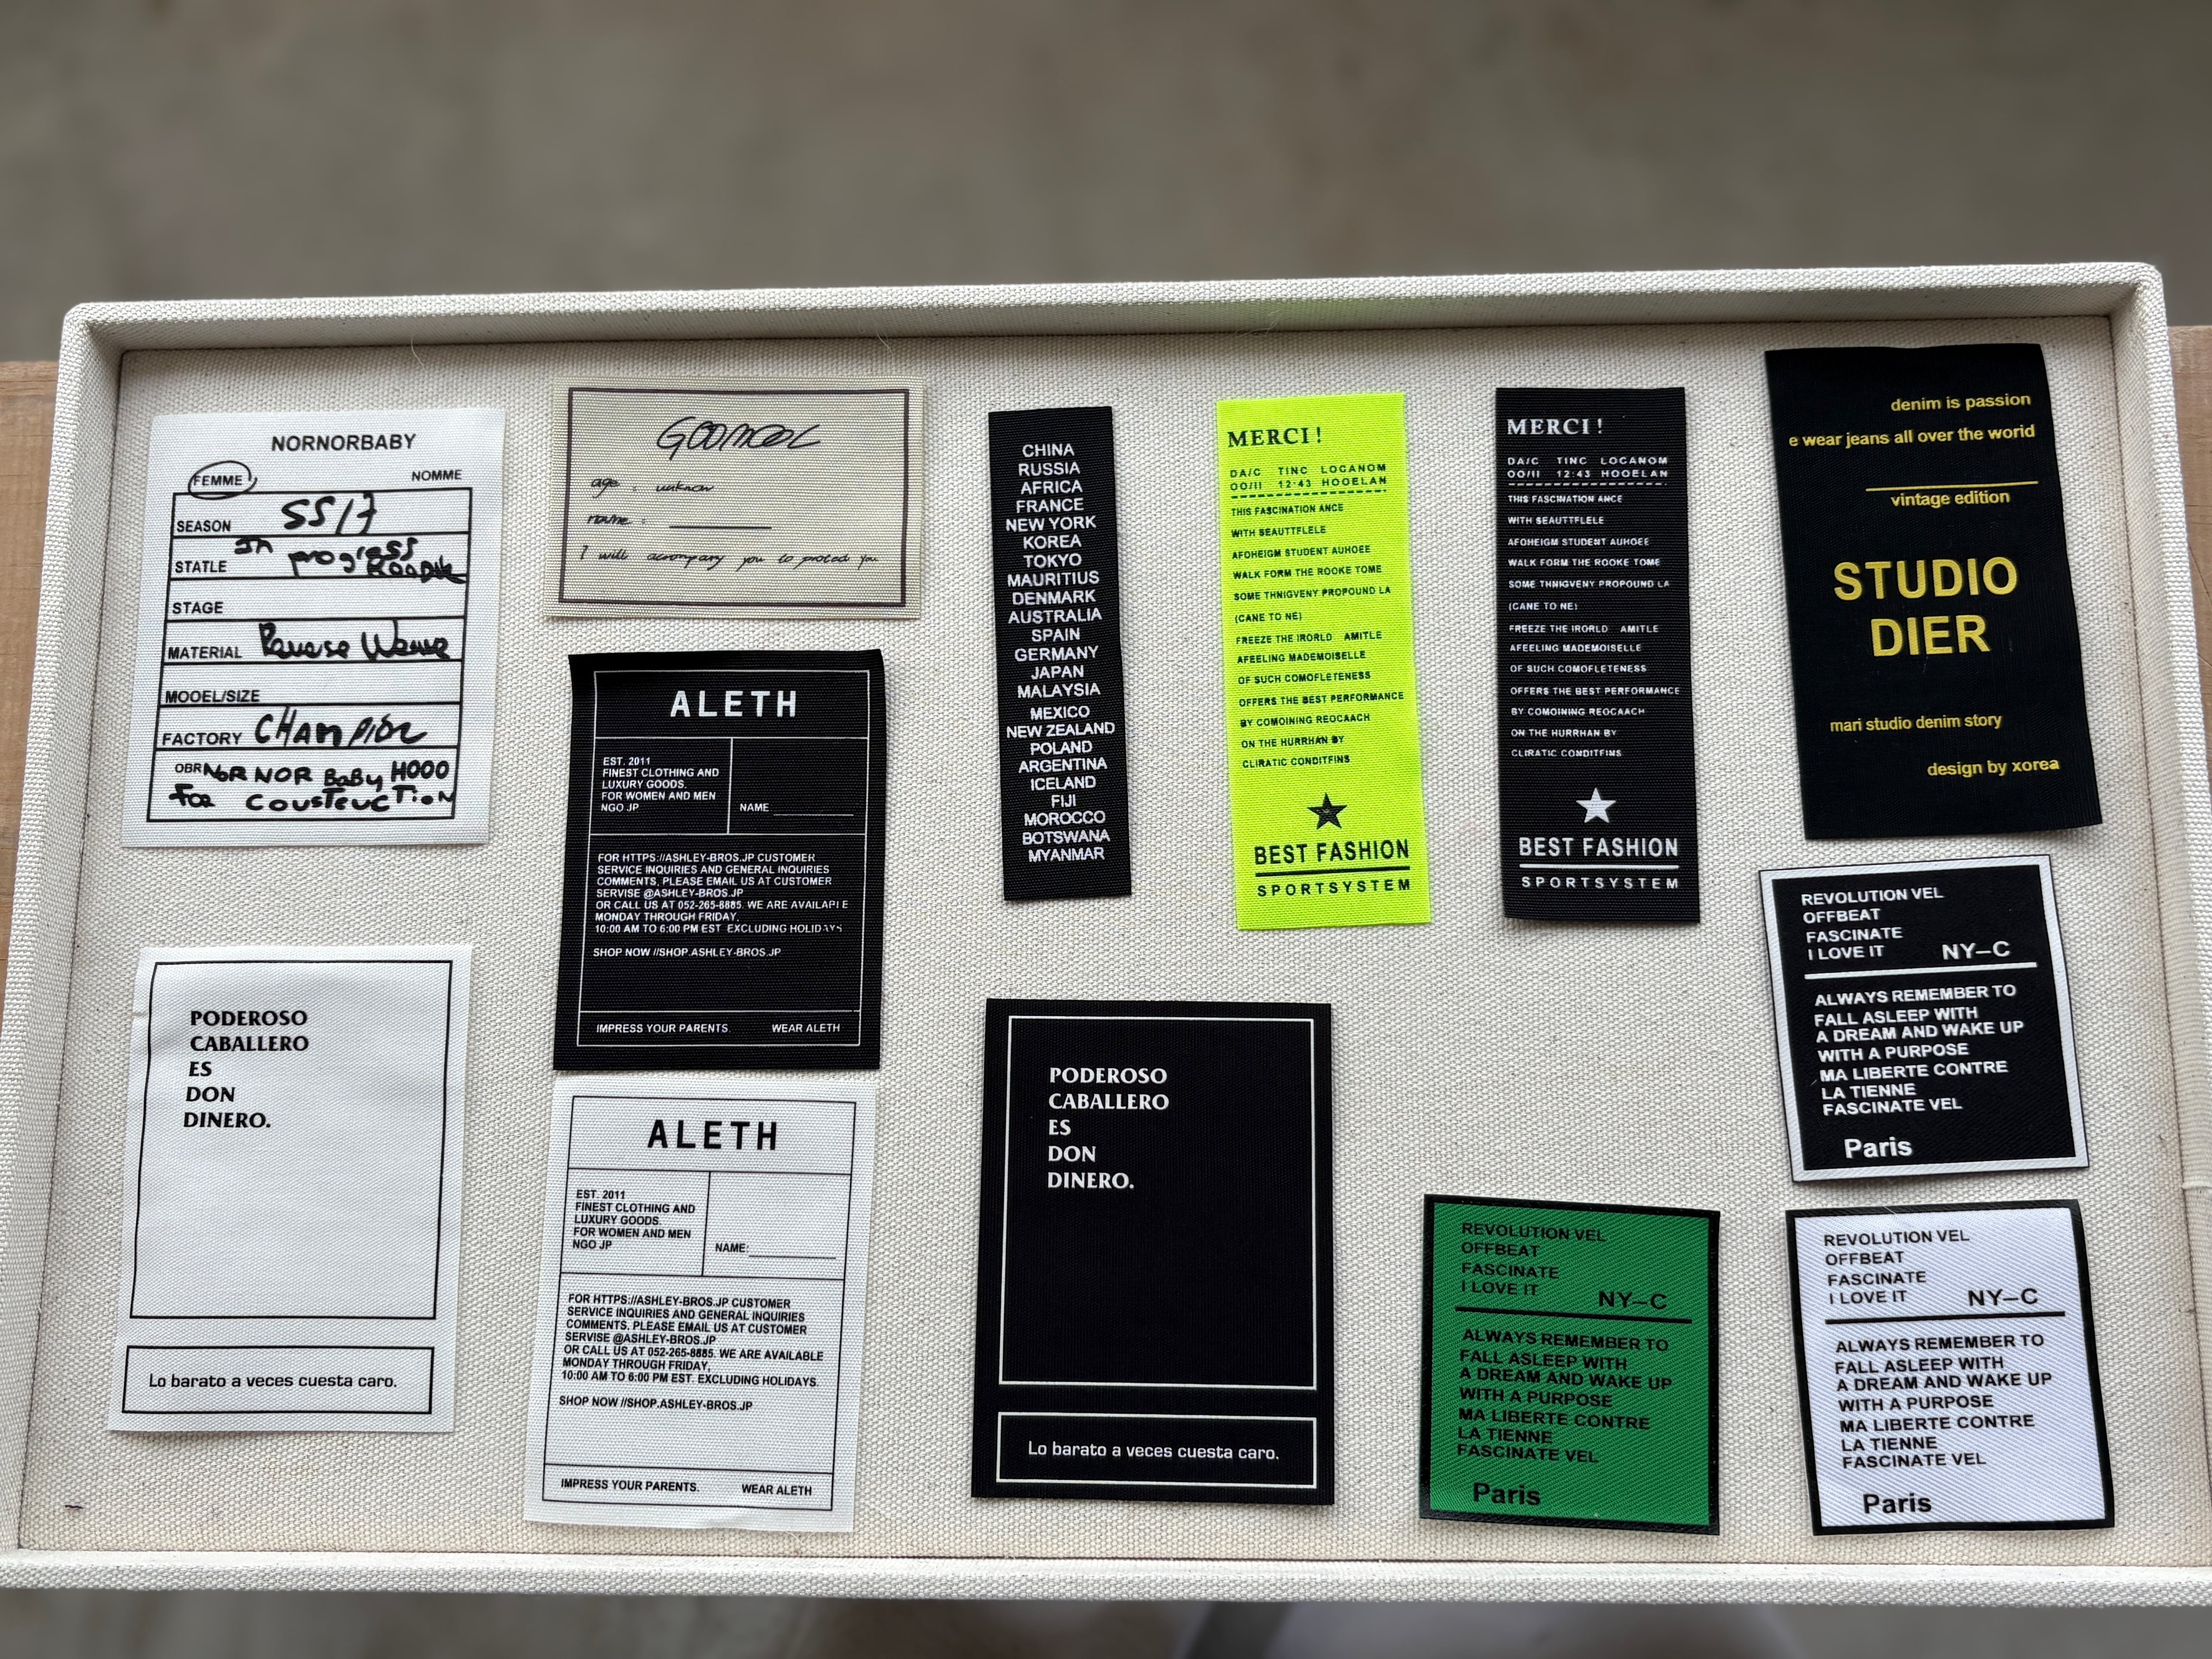 NORNORBABY
FEMME NOMME
SEASON SS17
STATLE In progress
STAGE
MATERIAL
MOOEL/SIZE
FACTORY CHAMPION
OBR NOR NOR BaBy HOOO
FOR COUSTRUCTION
PODEROSO
CABALLERO
ES
DON
DINERO.
Lo barato a veces cuesta caro.
age : unknow
name :
I will accompany you to protect you
ALETH
EST. 2011
FINEST CLOTHING AND
LUXURY GOODS.
FOR WOMEN AND MEN
NGO JP
NAME
FOR HTTPS://ASHLEY-BROS.JP CUSTOMER
SERVICE INQUIRIES AND GENERAL INQUIRIES
COMMENTS, PLEASE EMAIL US AT CUSTOMER
SERVISE @ASHLEY-BROS.JP
OR CALL US AT 052-265-8885. WE ARE AVAILABLE
MONDAY THROUGH FRIDAY,
10:00 AM TO 6:00 PM EST EXCLUDING HOLIDAYS
SHOP NOW //SHOP.ASHLEY-BROS.JP
IMPRESS YOUR PARENTS. WEAR ALETH
ALETH
EST. 2011
FINEST CLOTHING AND
LUXURY GOODS.
FOR WOMEN AND MEN
NGO JP
NAME:
FOR HTTPS://ASHLEY-BROS.JP CUSTOMER
SERVICE INQUIRIES AND GENERAL INQUIRIES
COMMENTS. PLEASE EMAIL US AT CUSTOMER
SERVISE @ASHLEY-BROS.JP
OR CALL US AT 052-265-8885. WE ARE AVAILABLE
MONDAY THROUGH FRIDAY,
10:00 AM TO 6:00 PM EST. EXCLUDING HOLIDAYS.
SHOP NOW //SHOP.ASHLEY-BROS.JP
IMPRESS YOUR PARENTS. WEAR ALETH
CHINA
RUSSIA
AFRICA
FRANCE
NEW YORK
KOREA
TOKYO
MAURITIUS
DENMARK
AUSTRALIA
SPAIN
GERMANY
JAPAN
MALAYSIA
MEXICO
NEW ZEALAND
POLAND
ARGENTINA
ICELAND
FIJI
MOROCCO
BOTSWANA
MYANMAR
PODEROSO
CABALLERO
ES
DON
DINERO.
Lo barato a veces cuesta caro.
MERCI!
DA/C TINC LOCANOM
OO/II 12:43 HOOELAN
THIS FASCINATION ANCE
WITH SEAUTTFLELE
AFOHEIGM STUDENT AUHOEE
WALK FORM THE ROOKE TOME
SOME THNIGVENY PROPOUND LA
(CANE TO NE)
FREEZE THE IRORLD AMITLE
AFEELING MADEMOISELLE
OF SUCH COMOFLETENESS
OFFERS THE BEST PERFORMANCE
BY COMOINING REOCAACH
ON THE HURRHAN BY
CLIRATIC CONDITFINS
BEST FASHION
SPORTSYSTEM
MERCI!
DA/C TINC LOCANOM
OO/II 12:43 HOOELAN
THIS FASCINATION ANCE
WITH SEAUTTFLELE
AFOHEIGM STUDENT AUHOEE
WALK FORM THE ROOKE TOME
SOME THNIGVENY PROPOUND LA
(CANE TO NE)
FREEZE THE IRORLD AMITLE
AFEELING MADEMOISELLE
OF SUCH COMOFLETENESS
OFFERS THE BEST PERFORMANCE
BY COMOINING REOCAACH
ON THE HURRHAN BY
CLIRATIC CONDITFINS
BEST FASHION
SPORTSYSTEM
denim is passion
e wear jeans all over the world
vintage edition
STUDIO
DIER
mari studio denim story
design by xorea
REVOLUTION VEL
OFFBEAT
FASCINATE
I LOVE IT NY–C
ALWAYS REMEMBER TO
FALL ASLEEP WITH
A DREAM AND WAKE UP
WITH A PURPOSE
MA LIBERTE CONTRE
LA TIENNE
FASCINATE VEL
Paris
REVOLUTION VEL
OFFBEAT
FASCINATE
I LOVE IT NY–C
ALWAYS REMEMBER TO
FALL ASLEEP WITH
A DREAM AND WAKE UP
WITH A PURPOSE
MA LIBERTE CONTRE
LA TIENNE
FASCINATE VEL
Paris
REVOLUTION VEL
OFFBEAT
FASCINATE
I LOVE IT NY–C
ALWAYS REMEMBER TO
FALL ASLEEP WITH
A DREAM AND WAKE UP
WITH A PURPOSE
MA LIBERTE CONTRE
LA TIENNE
FASCINATE VEL
Paris